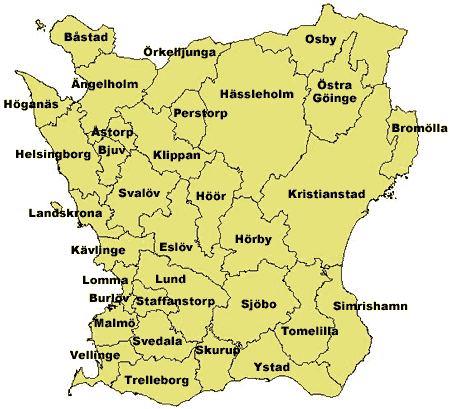 Båstad
Osby
Örkelljunga
Ängelholm
Hässleholm
Östra
Göinge
Höganäs
Perstorp
Bromölla
Åstorp
Helsingborg
Bjuv
Klippan
Svalöv
Höör
Kristianstad
Landskrona
Kävlinge
Eslöv
Hörby
Lomma
Lund
Burlöv
Staffanstorp
Sjöbo
Simrishamn
Malmö
Tomelilla
Svedala
Vellinge
Skurup
Ystad
Trelleborg